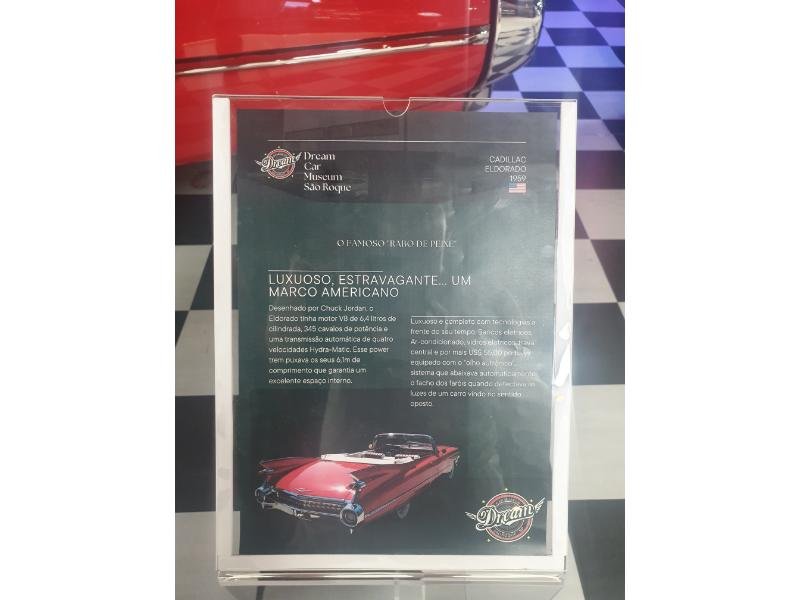 Dream
Dream
Car
Museum
São Roque
CADILLAC
ELDORADO
1959
O FAMOSO "RABO DE PEIXE"
LUXUOSO, ESTRAVAGANTE... UM
MARCO AMERICANO
Desenhado por Chuck Jordan, o
Eldorado tinha motor V8 de 6,4 litros de
cilindrada, 345 cavalos de potência e
uma transmissão automática de quatro
velocidades Hydra-Matic. Esse power
trem puxava os seus 6,1m de
comprimento que garantia um
excelente espaço interno.
Luxuoso e completo com tecnologias a
frente do seu tempo: Bancos elétricos,
Ar-condicionado, vidros elétricos, trava
central e por mais US$ 55,00 poderia
equipado com o "olho autrônic",
sistema que abaixava automaticamente
o facho dos faróis quando detectava as
luzes de um carro vindo no sentido
oposto.
Dream